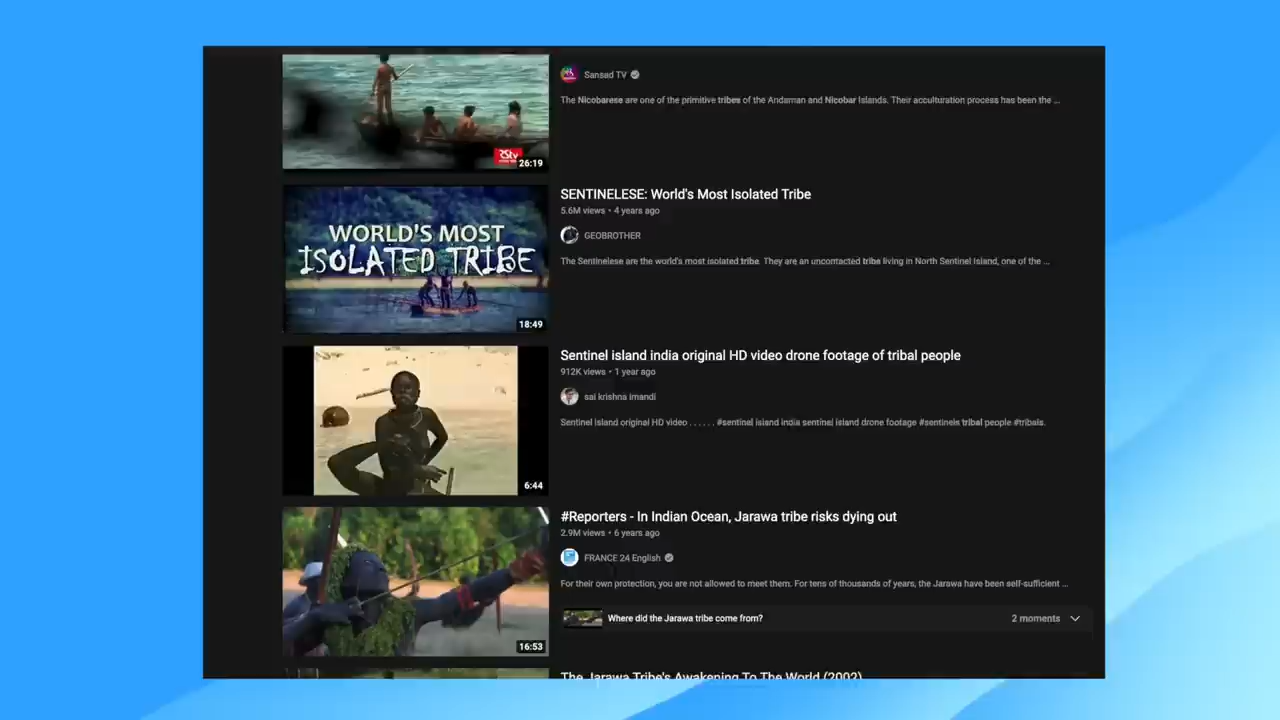 Sansad TV
The Nicobarese are one of the primitive tribes of the Andaman and Nicobar Islands. Their acculturation process has been the ...
RSTV
26:19
SENTINELESE: World's Most Isolated Tribe
5.6M views • 4 years ago
GEOBROTHER
The Sentinelese are the world's most isolated tribe. They are an uncontacted tribe living in North Sentinel Island, one of the ...
WORLD'S MOST
ISOLATED TRIBE
18:49
Sentinel island india original HD video drone footage of tribal people
912K views • 1 year ago
sai krishna imandi
Sentinel Island original HD video . . . . . . #sentinel island india sentinel island drone footage #sentinels tribal people #tribals.
6:44
#Reporters - In Indian Ocean, Jarawa tribe risks dying out
2.9M views • 6 years ago
FRANCE 24 English
For their own protection, you are not allowed to meet them. For tens of thousands of years, the Jarawa have been self-sufficient ...
Where did the Jarawa tribe come from?
2 moments
16:53
The Jarawa Tribe's Awakening To The World (2002)